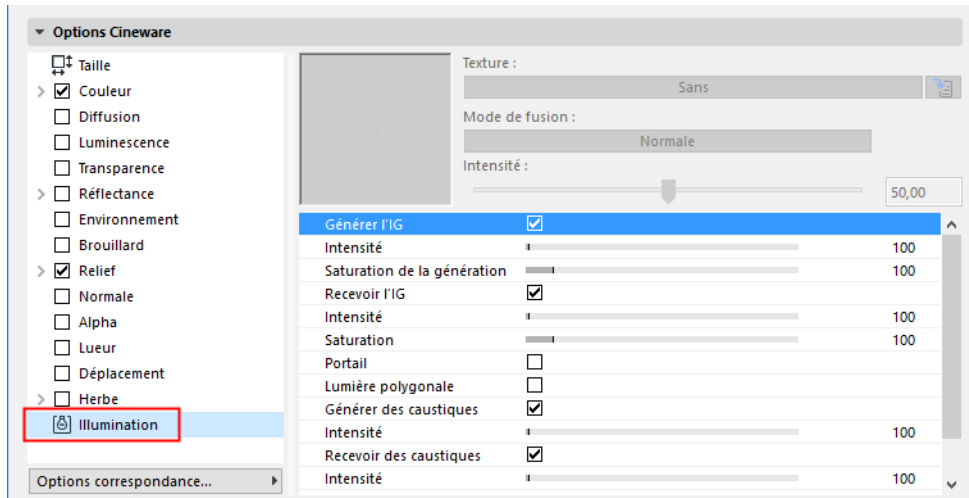 Options Cineware
Taille
Couleur
Diffusion
Luminescence
Transparence
Réflectance
Environnement
Brouillard
Relief
Normale
Alpha
Lueur
Déplacement
Herbe
Illumination
Options correspondance...
Texture :
Sans
Mode de fusion :
Normale
Intensité :
50,00
Générer l'IG
Intensité 100
Saturation de la génération 100
Recevoir l'IG
Intensité 100
Saturation 100
Portail
Lumière polygonale
Générer des caustiques
Intensité 100
Recevoir des caustiques
Intensité 100